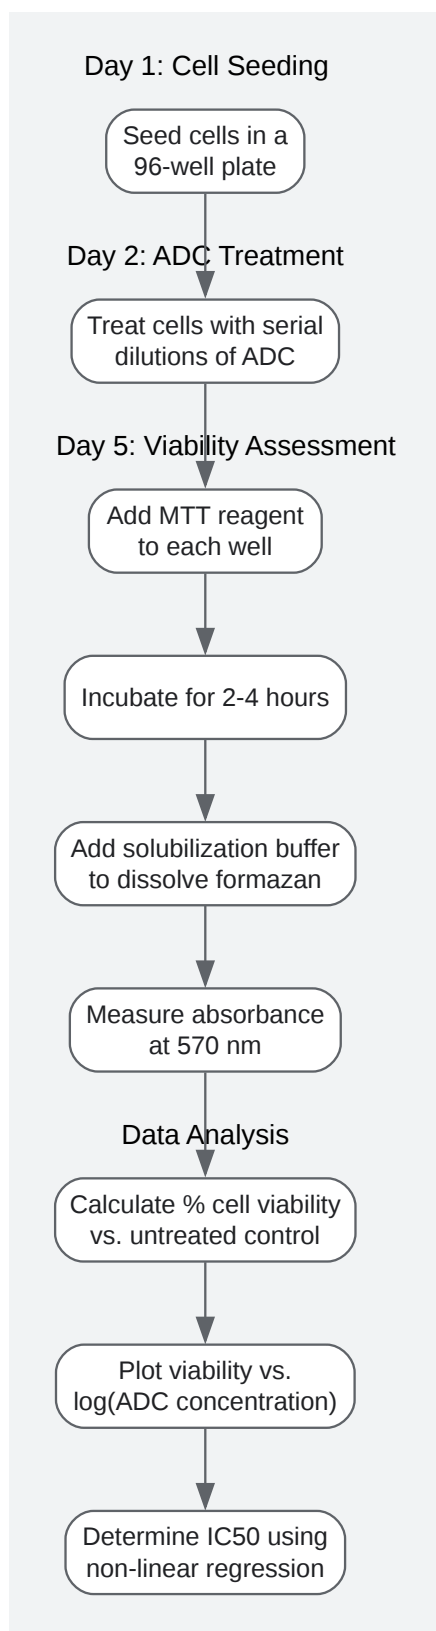 Day 1: Cell Seeding
Seed cells in a
96-well plate
Day 2: ADC Treatment
Treat cells with serial
dilutions of ADC
Day 5: Viability Assessment
Add MTT reagent
to each well
Incubate for 2-4 hours
Add solubilization buffer
to dissolve formazan
Measure absorbance
at 570 nm
Data Analysis
Calculate % cell viability
vs. untreated control
Plot viability vs.
log(ADC concentration)
Determine IC50 using
non-linear regression